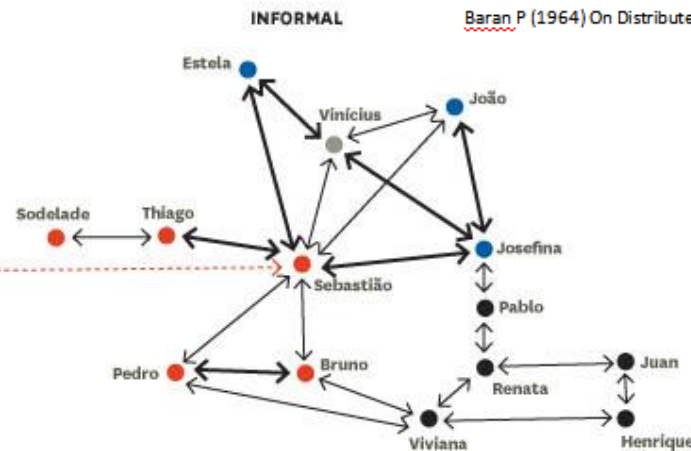 INFORMAL
Baran P (1964) On Distribute
Estela
João
Vinícius
Sodelade
Thiago
Josefina
Sebastião
Pablo
Pedro
Bruno
Juan
Renata
Viviana
Henrique